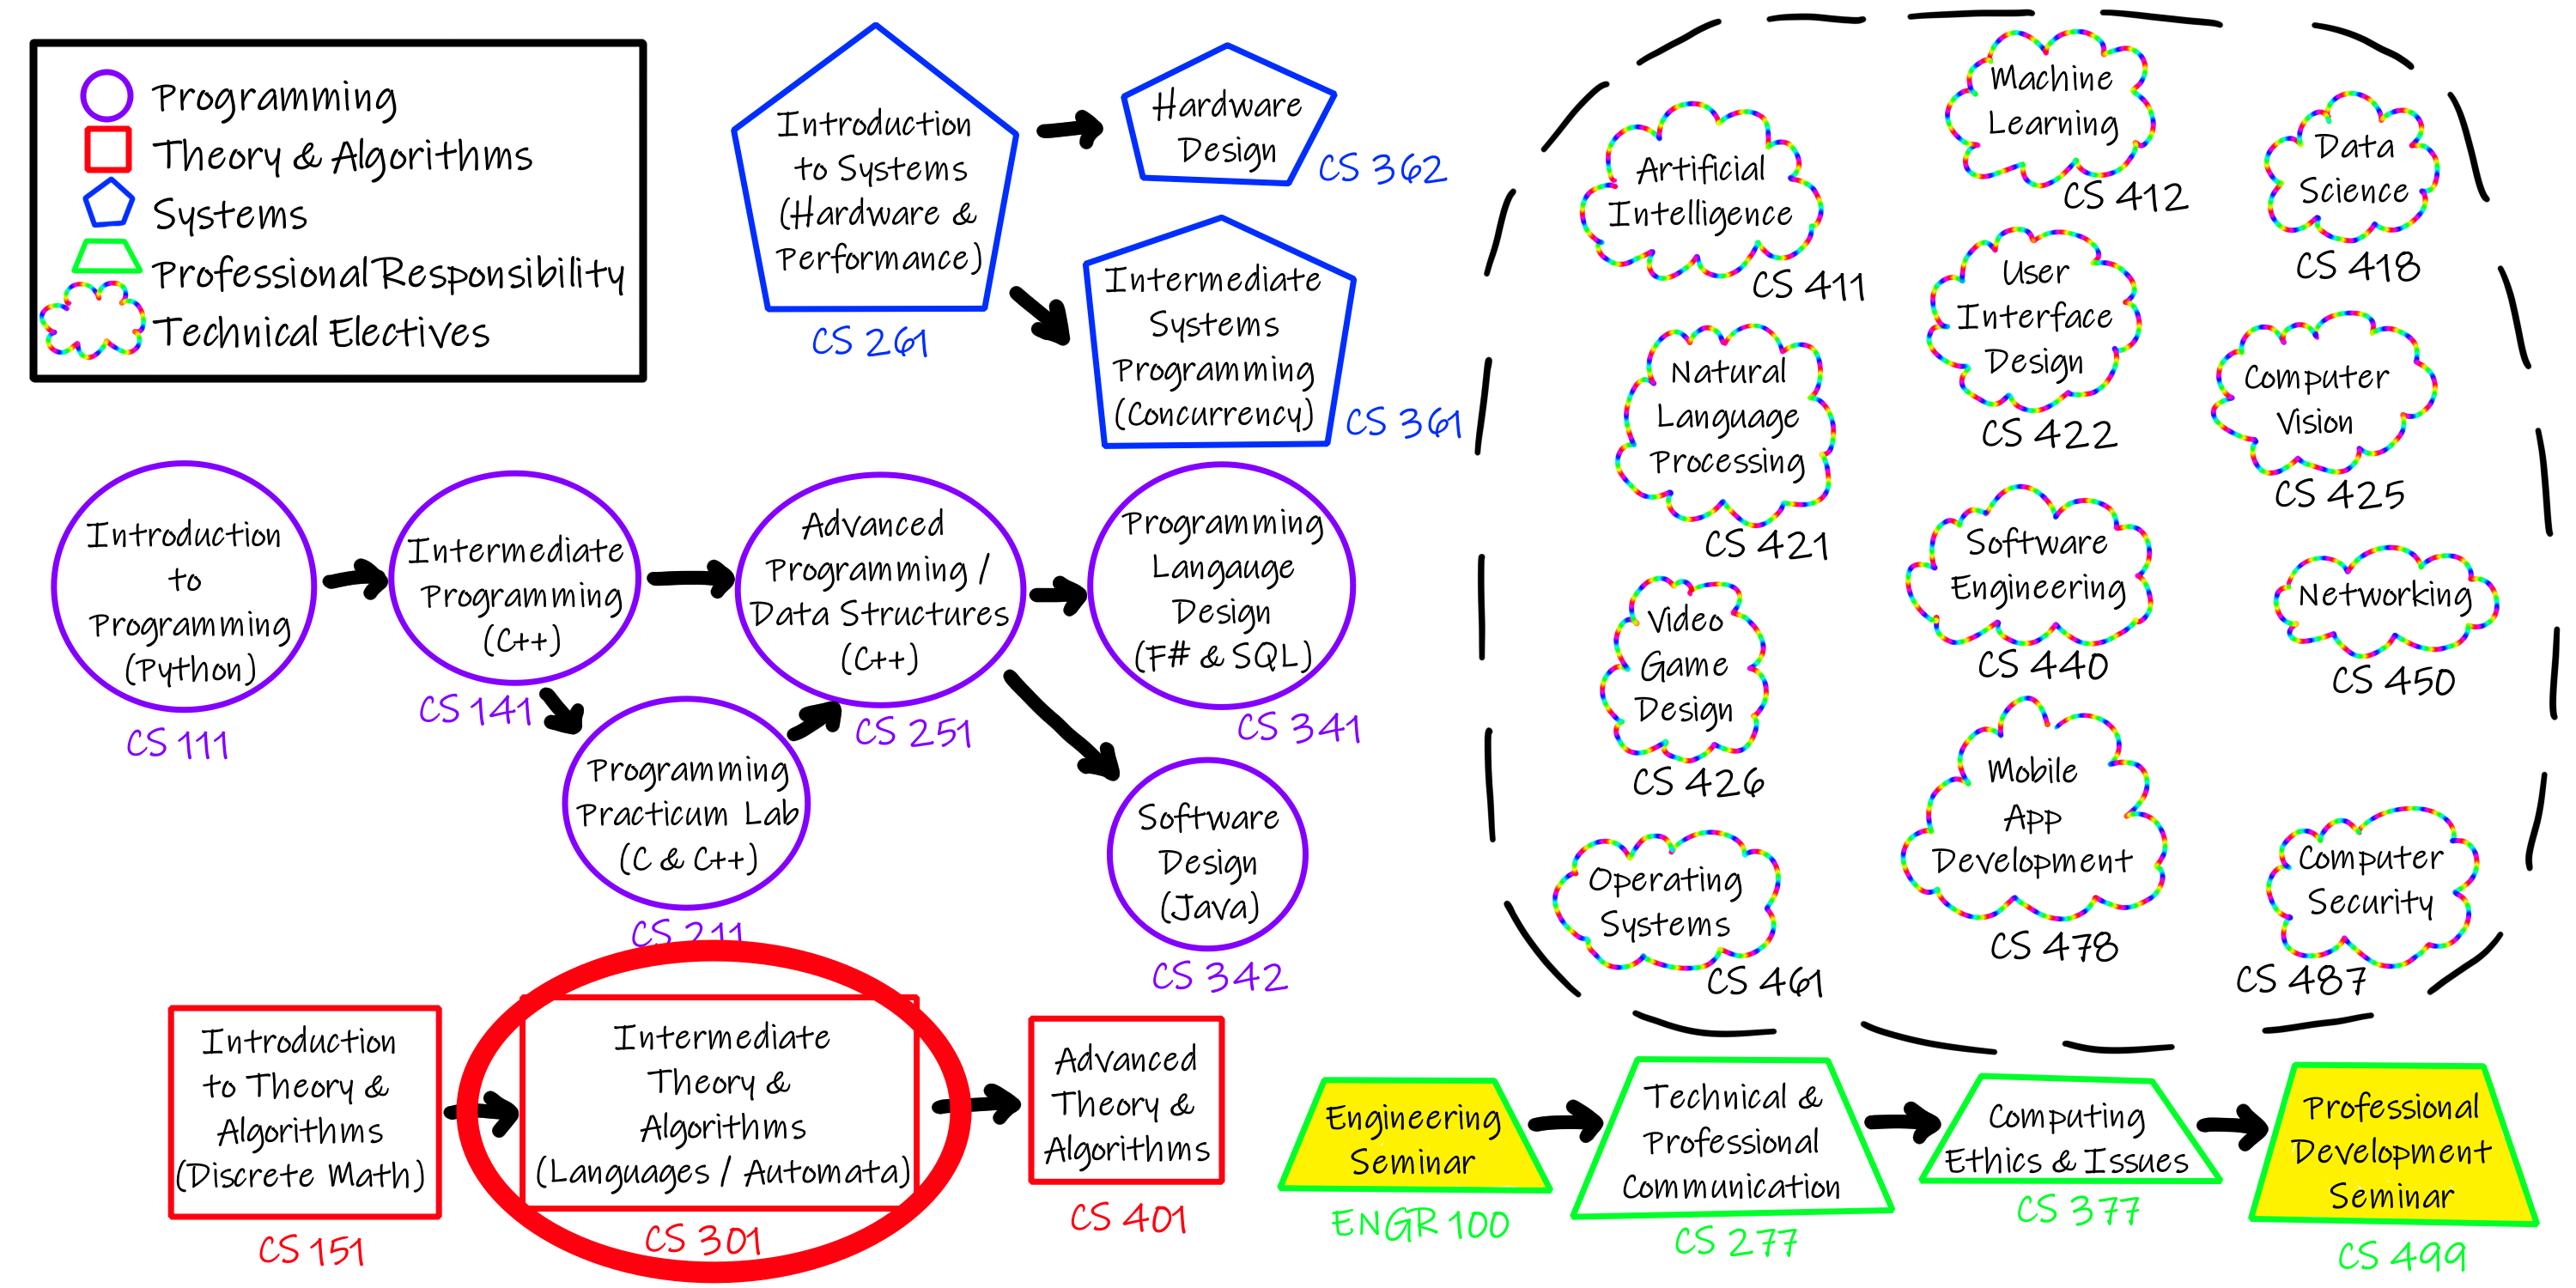 Programming
Theory & Algorithms
Systems
Professional Responsibility
Technical Electives
Introduction
to Systems
(Hardware &
Performance)
CS 261
Hardware
Design
CS 362
Intermediate
Systems
Programming
(Concurrency)
CS 361
Introduction
to
Programming
(Python)
CS 111
Intermediate
Programming
(C++)
CS 141
Programming
Practicum Lab
(C & C++)
CS 211
Advanced
Programming /
Data Structures
(C++)
CS 251
Programming
Langauge
Design
(F# & SQL)
CS 341
Software
Design
(Java)
CS 342
Introduction
to Theory &
Algorithms
(Discrete Math)
CS 151
Intermediate
Theory &
Algorithms
(Languages / Automata)
CS 301
Advanced
Theory &
Algorithms
CS 401
Artificial
Intelligence
CS 411
Machine
Learning
CS 412
Data
Science
CS 418
Natural
Language
Processing
CS 421
User
Interface
Design
CS 422
Computer
Vision
CS 425
Video
Game
Design
CS 426
Software
Engineering
CS 440
Networking
CS 450
Operating
Systems
CS 461
Mobile
App
Development
CS 478
Computer
Security
CS 487
Engineering
Seminar
ENGR 100
Technical &
Professional
Communication
CS 277
Computing
Ethics & Issues
CS 377
Professional
Development
Seminar
CS 499